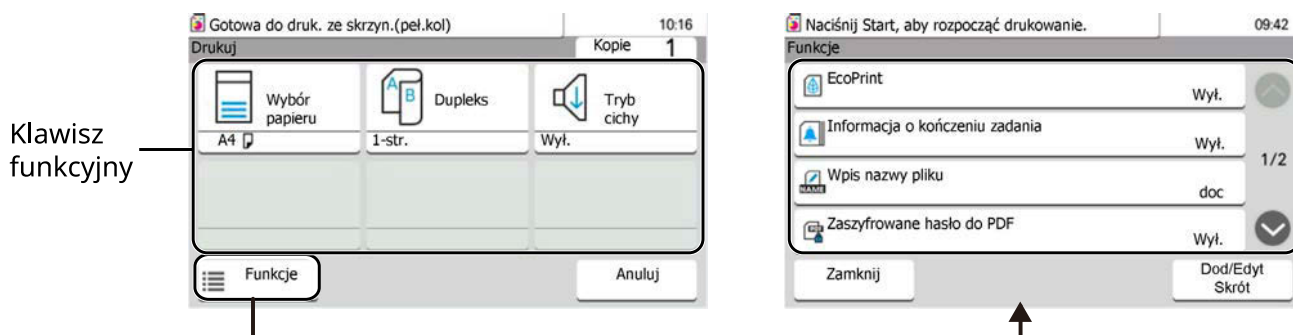 Gotowa do druk. ze skrzyn.(peł.kol)
10:16
Drukuj
Kopie 1
Wybór
papieru
A4
A
B
Dupleks
1-str.
Tryb
cichy
Wył.
Klawisz
funkcyjny
Funkcje
Anuluj
Naciśnij Start, aby rozpocząć drukowanie.
09:42
Funkcje
EcoPrint
Wył.
Informacja o kończeniu zadania
Wył.
1/2
NAME
Wpis nazwy pliku
doc
PDF
Zaszyfrowane hasło do PDF
Wył.
Zamknij
Dod/Edyt
Skrót